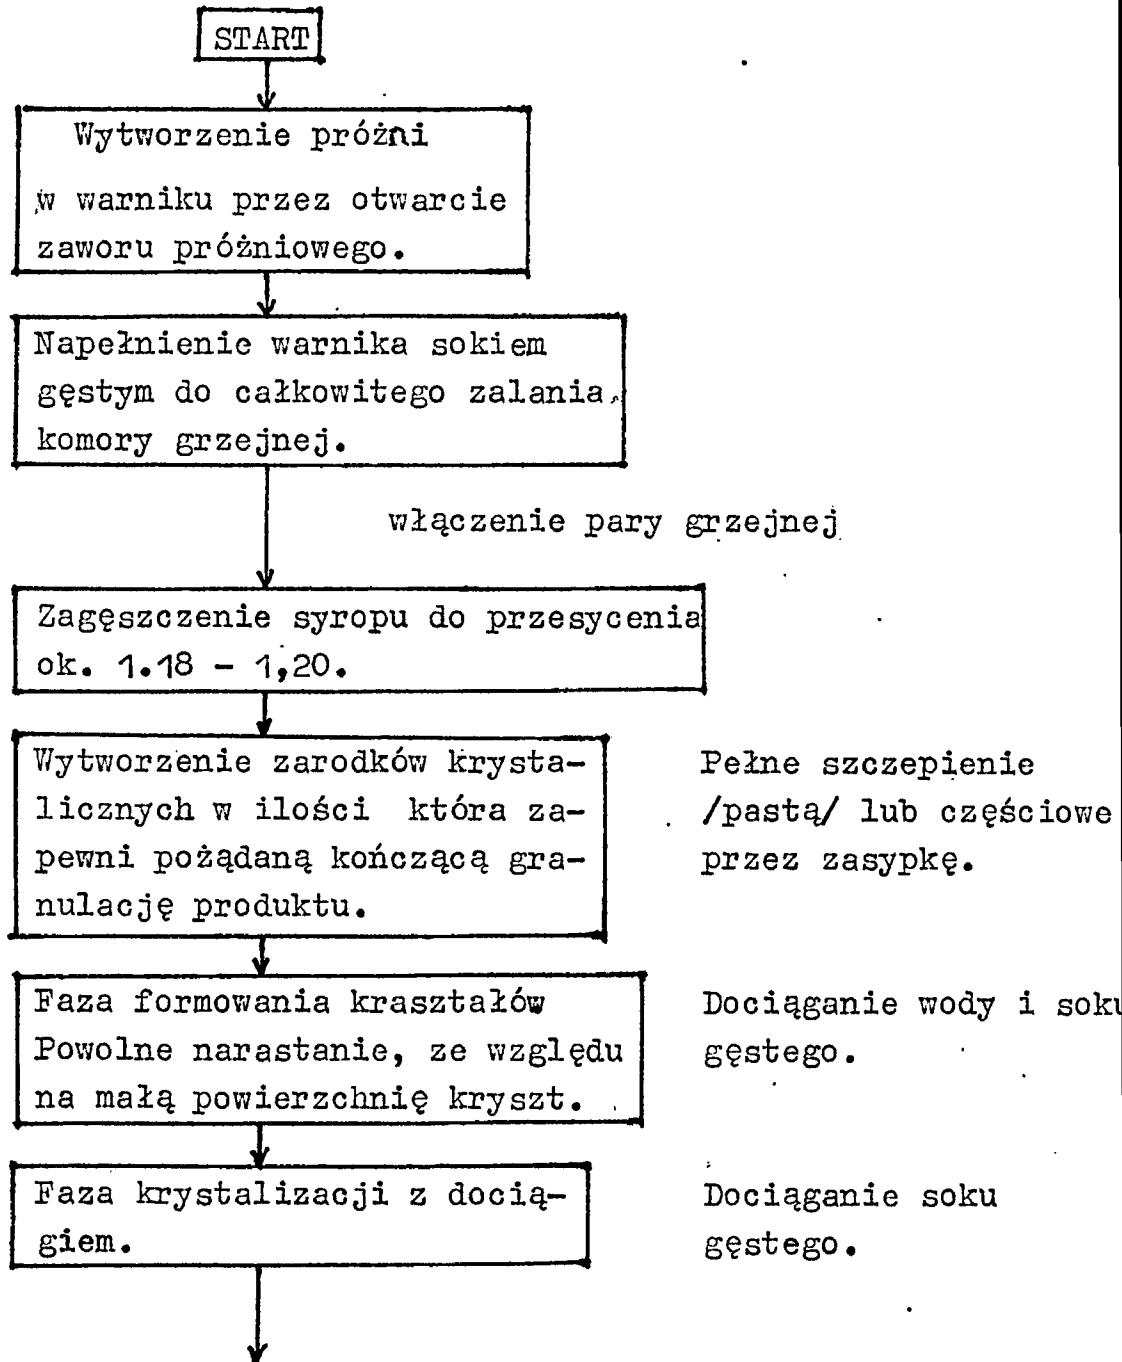 START
Wytworzenie próżni
w warniku przez otwarcie
zaworu próżniowego.
Napełnienie warnika sokiem
gęstym do całkowitego zalania
komory grzejnej.
włączenie pary grzejnej
Zagęszczenie syropu do przesycenia
ok. 1.18 – 1,20.
Wytworzenie zarodków krysta-
licznych w ilości która za-
pewni pożądaną kończącą gra-
nulację produktu.
Pełne szczepienie
/pastą/ lub częściowe
przez zasypkę.
Faza formowania kraształów
Powolne narastanie, ze względu
na małą powierzchnię kryszt.
Dociąganie wody i soku
gęstego.
Faza krystalizacji z docią-
giem.
Dociąganie soku
gęstego.